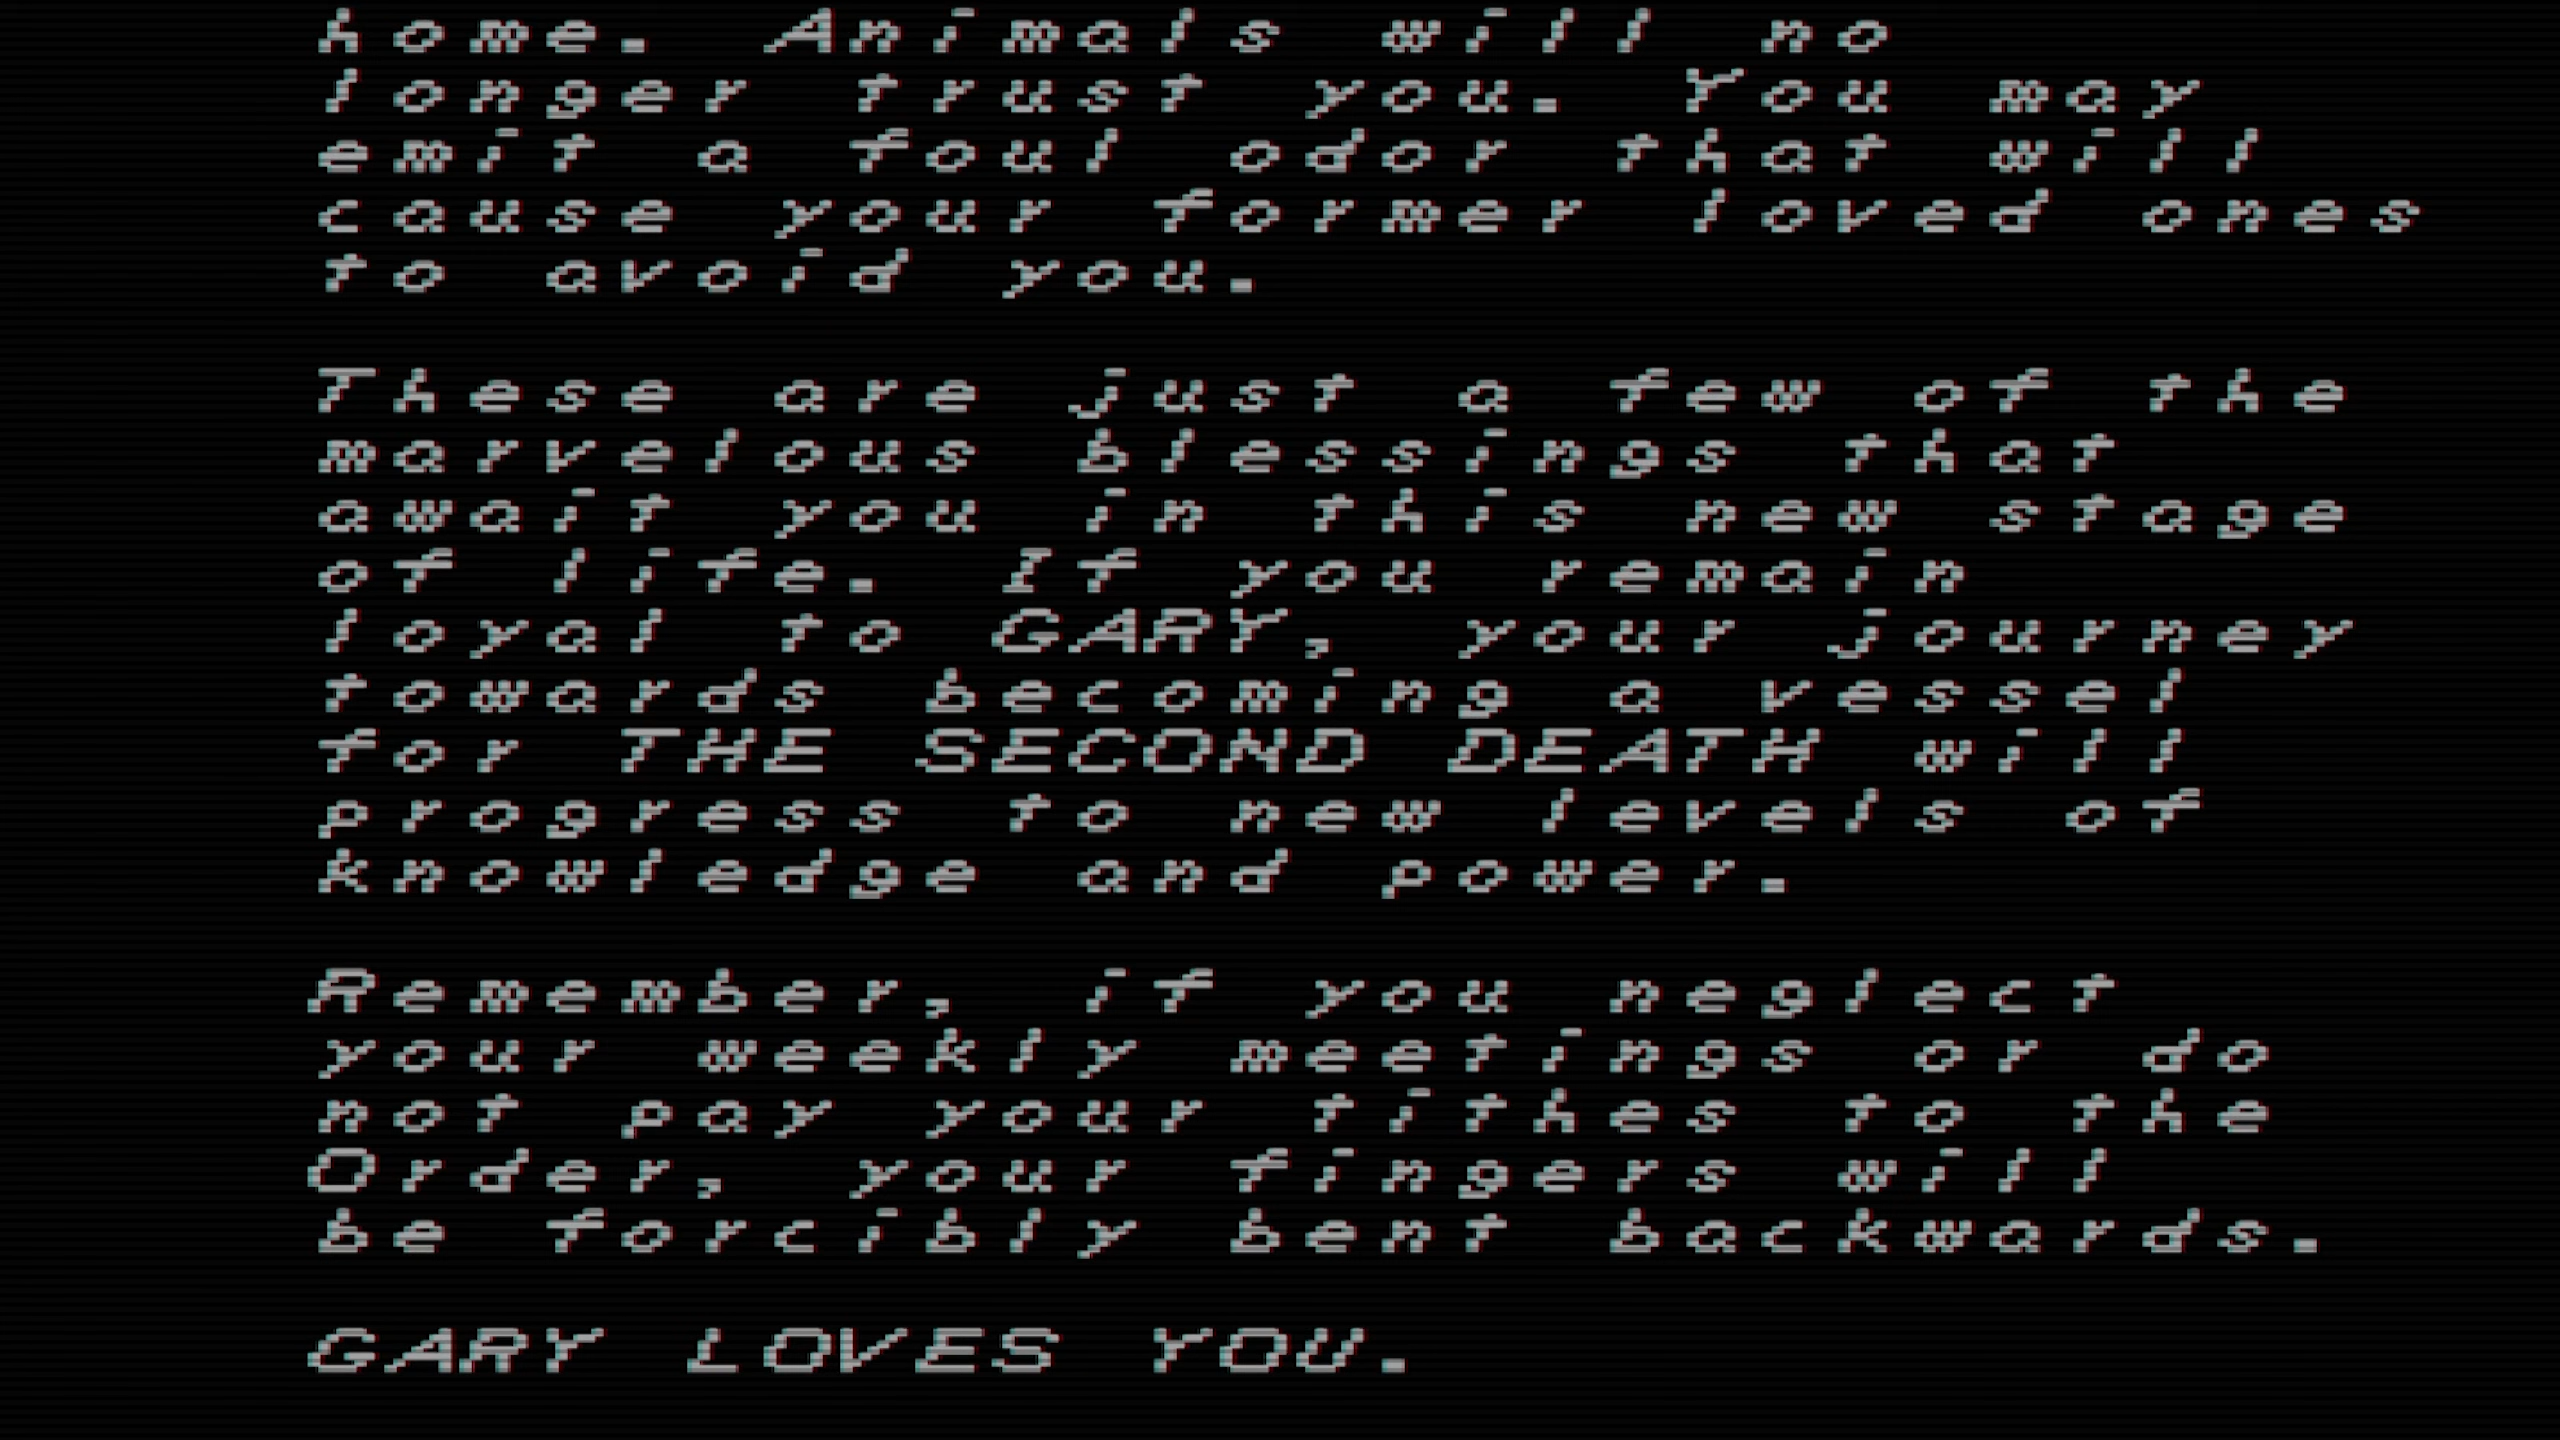 home. Animals will no
longer trust you. You may
emit a foul odor that will
cause your former loved ones
to avoid you.
These are just a few of the
marvelous blessings that
await you in this new stage
of life. If you remain
loyal to GARY, your journey
towards becoming a vessel
for THE SECOND DEATH will
progress to new levels of
knowledge and power.
Remember, if you neglect
your weekly meetings or do
not pay your tithes to the
Order, your fingers will
be forcibly bent backwards.
GARY LOVES YOU.